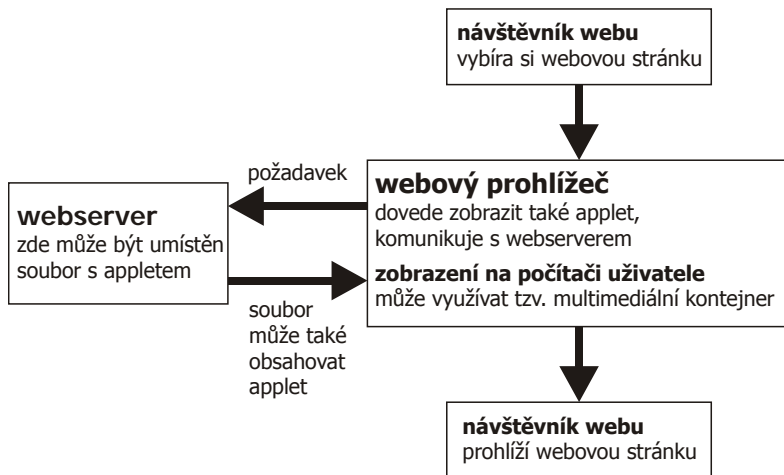 návštěvník webu
vybíra si webovou stránku
požadavek
webový prohlížeč
dovede zobrazit také applet,
komunikuje s webserverem
zobrazení na počítači uživatele
může využívat tzv. multimediální kontejner
webserver
zde může být umístěn
soubor s appletem
soubor
může také
obsahovat
applet
návštěvník webu
prohlíží webovou stránku